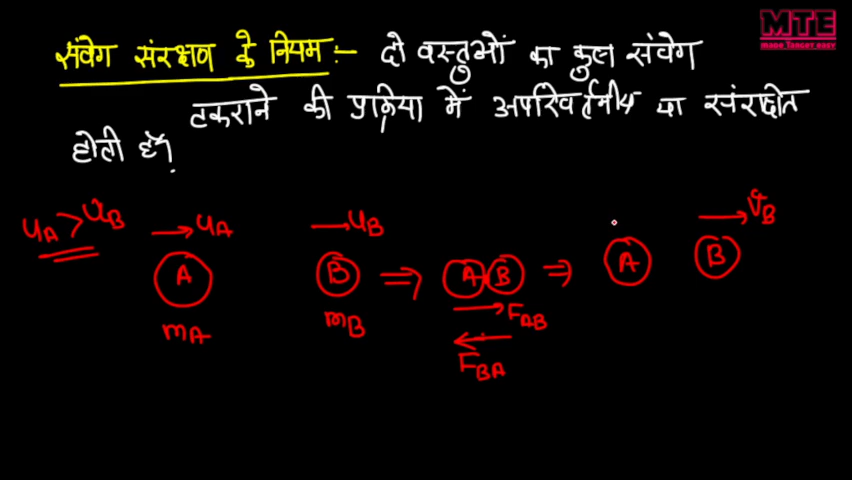 MTE
made Target easy
संवेग संरक्षण के नियम :- दो वस्तुओं का कुल संवेग
टकराने की प्रक्रिया में अपरिवर्तनीय या संरक्षीत
होती हैं।
uA > uB → uA → uB → VB
A B ⇒ A B ⇒ A B
mA mB → FAB
← FBA